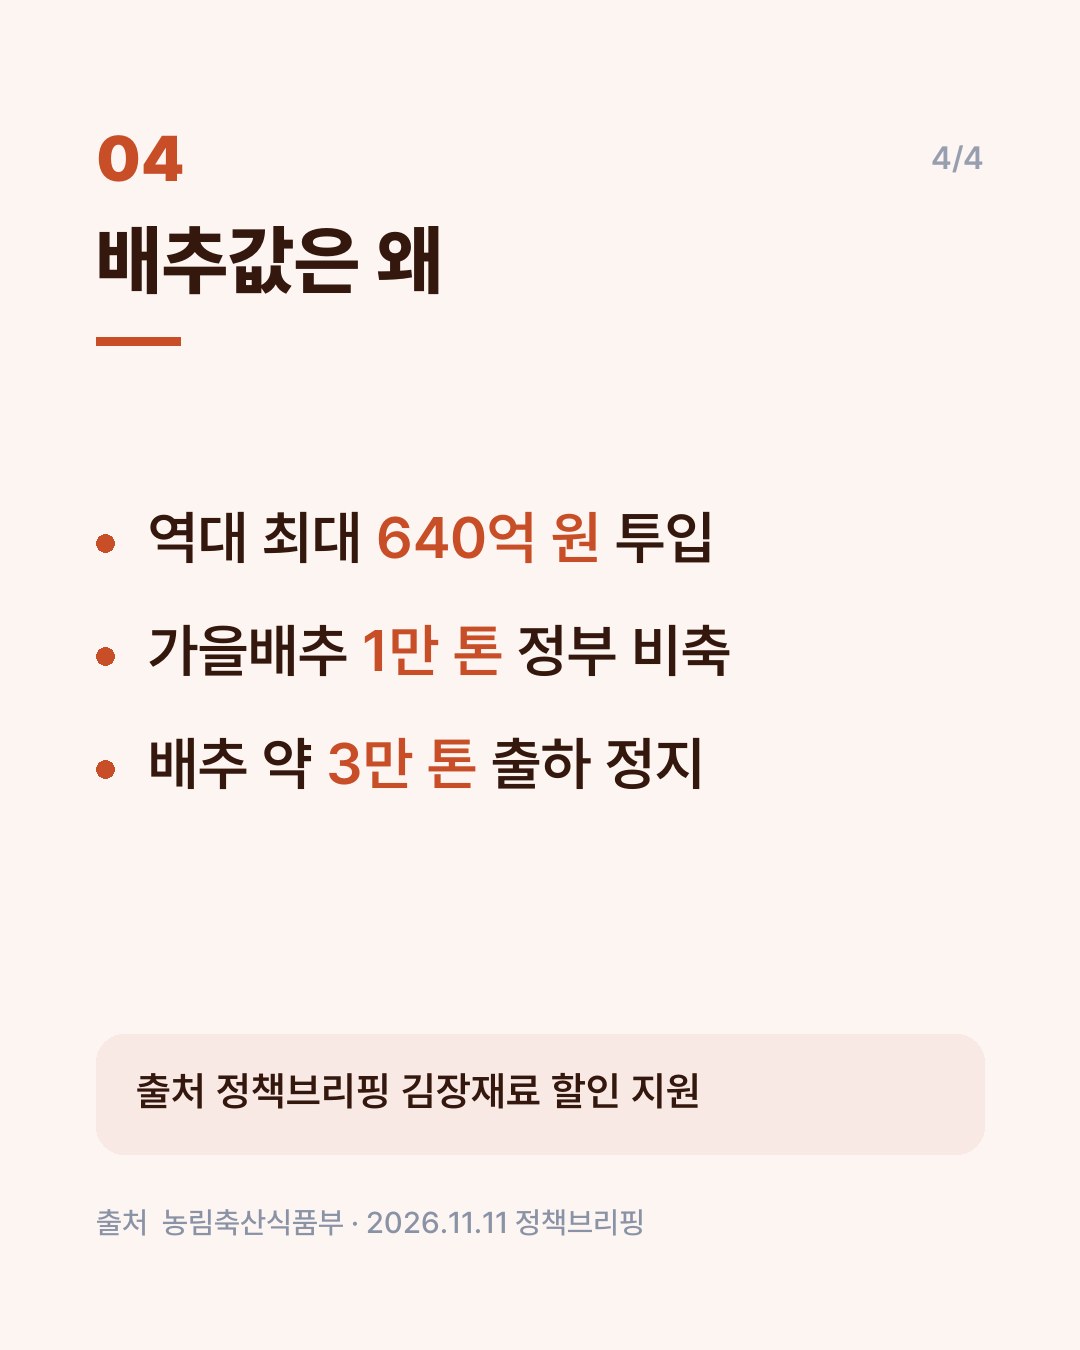 04
4/4
배추값은 왜
• 역대 최대 640억 원 투입
• 가을배추 1만 톤 정부 비축
• 배추 약 3만 톤 출하 정지
출처 정책브리핑 김장재료 할인 지원
출처 농림축산식품부 · 2026.11.11 정책브리핑